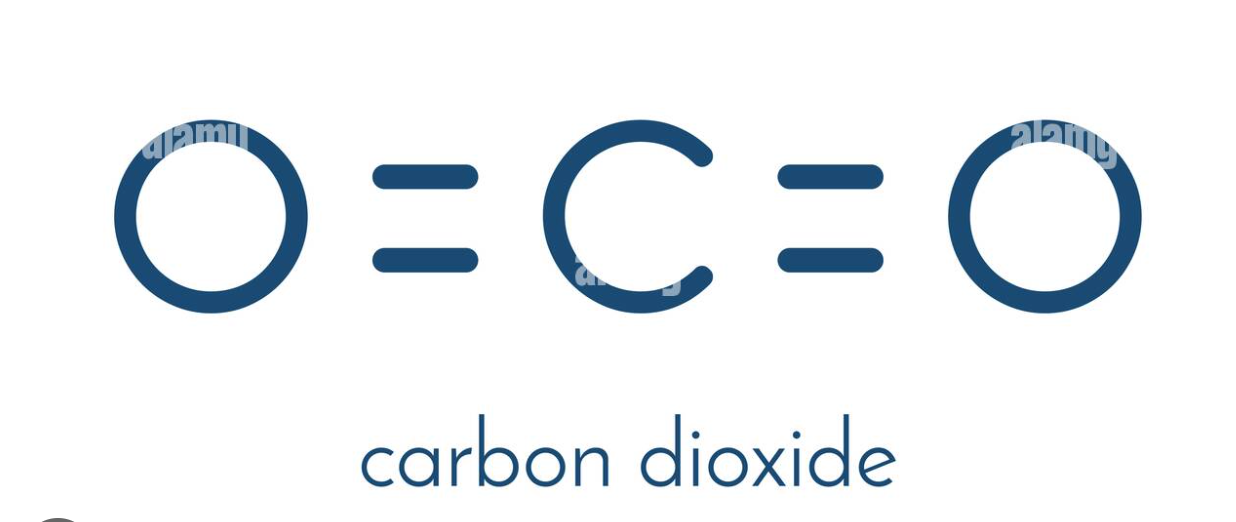 O = C = O
carbon dioxide